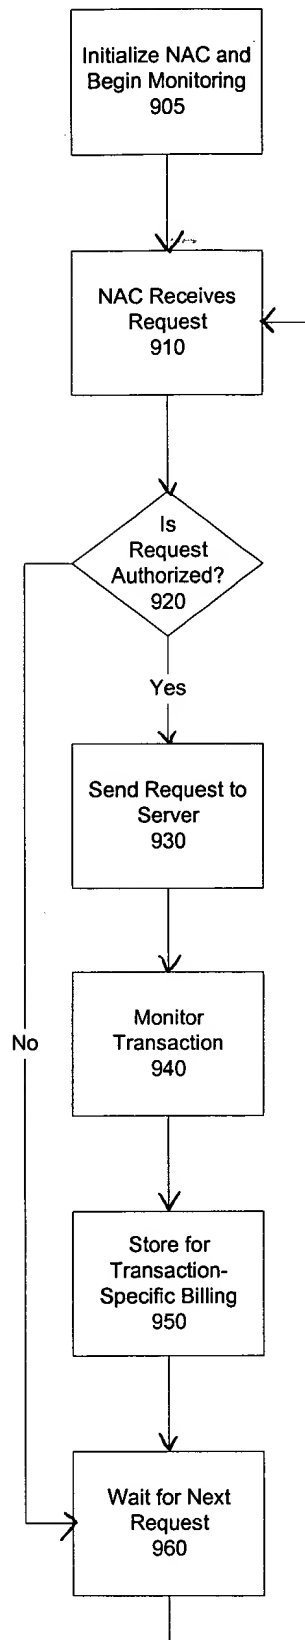 Initialize NAC and
Begin Monitoring
905
NAC Receives
Request
910
Is
Request
Authorized?
920
Yes
Send Request to
Server
930
No
Monitor
Transaction
940
Store for
Transaction-
Specific Billing
950
Wait for Next
Request
960